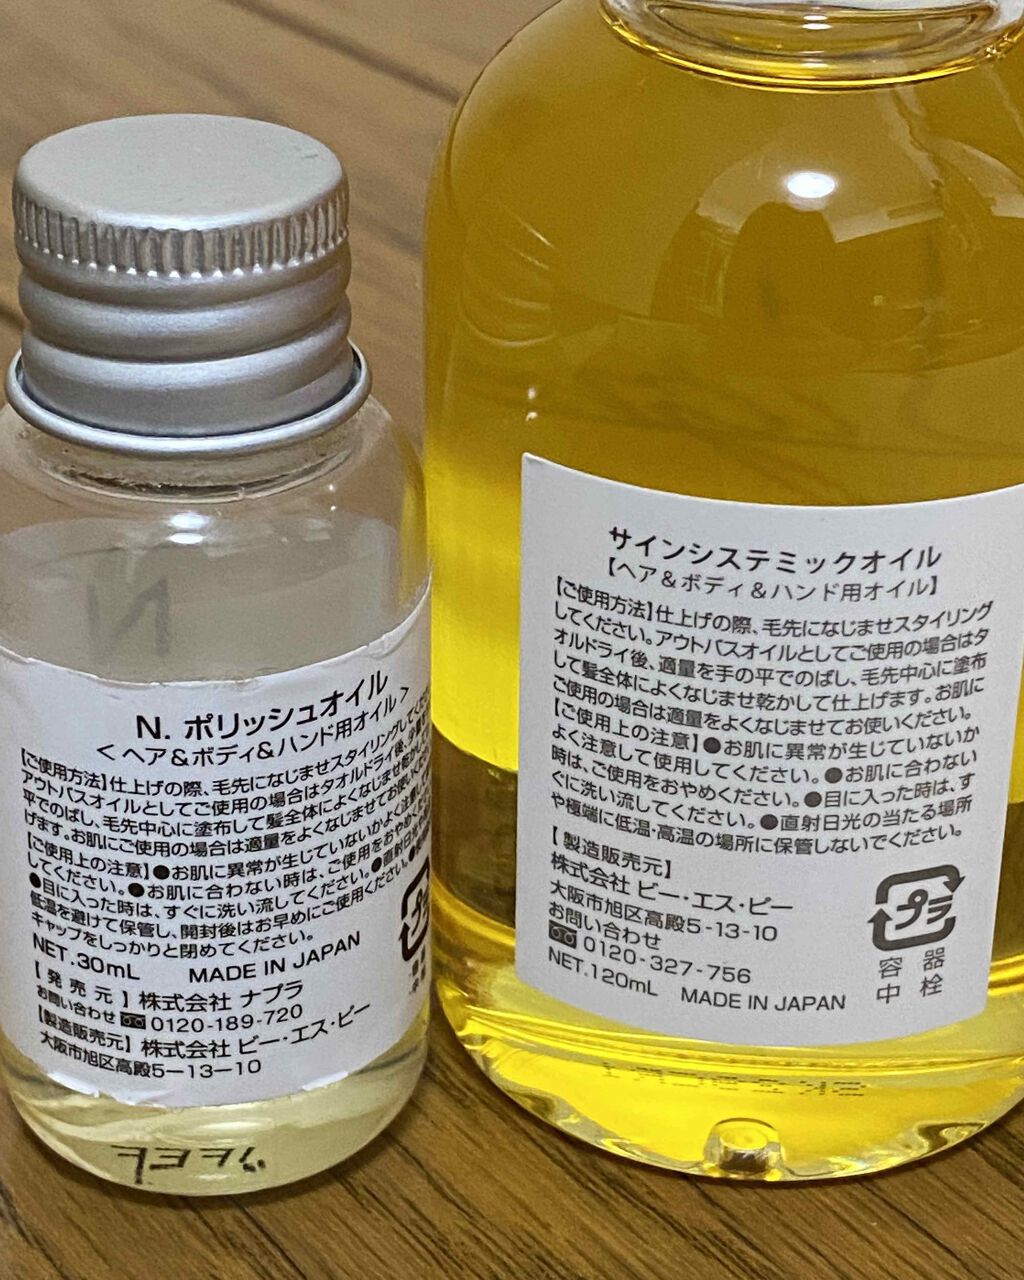 N
N. ポリッシュオイル
＜ヘア＆ボディ＆ハンド用オイル＞
【ご使用方法】仕上げの際、毛先になじませスタイリングしてくださ
アウトバスオイルとしてご使用の場合はタオルドライ後、
平でのばし、毛先中心に塗布して髪全体によくなじませ乾かし
げます。お肌にご使用の場合は適量をよくなじませてお使いくださ
【ご使用上の注意】●お肌に異常が生じていないかよく注意して
してください。●お肌に合わない時は、ご使用をおやめ
●目に入った時は、すぐに洗い流してください。●直射日光
低温を避けて保管し、開封後はお早めにご使用ください
キャップをしっかりと閉めてください。
NET.30mL MADE IN JAPAN
【発売元】株式会社 ナプラ
お問い合わせ 0120-189-720
【製造販売元】株式会社 ビー・エス・ピー
大阪市旭区高殿5-13-10
プラ
サインシステミックオイル
【ヘア＆ボディ＆ハンド用オイル】
【ご使用方法】仕上げの際、毛先になじませスタイリング
してください。アウトバスオイルとしてご使用の場合はタ
オルドライ後、適量を手の平でのばし、毛先中心に塗布
して髪全体によくなじませ乾かして仕上げます。お肌に
ご使用の場合は適量をよくなじませてお使いください。
【ご使用上の注意】●お肌に異常が生じていないか
よく注意して使用してください。●お肌に合わない
時は、ご使用をおやめください。●目に入った時は、す
ぐに洗い流してください。●直射日光の当たる場所
や極端に低温・高温の場所に保管しないでください。
【製造販売元】
株式会社 ビー・エス・ピー
大阪市旭区高殿5-13-10
お問い合わせ
0120-327-756
NET.120mL MADE IN JAPAN
プラ
容器
中栓